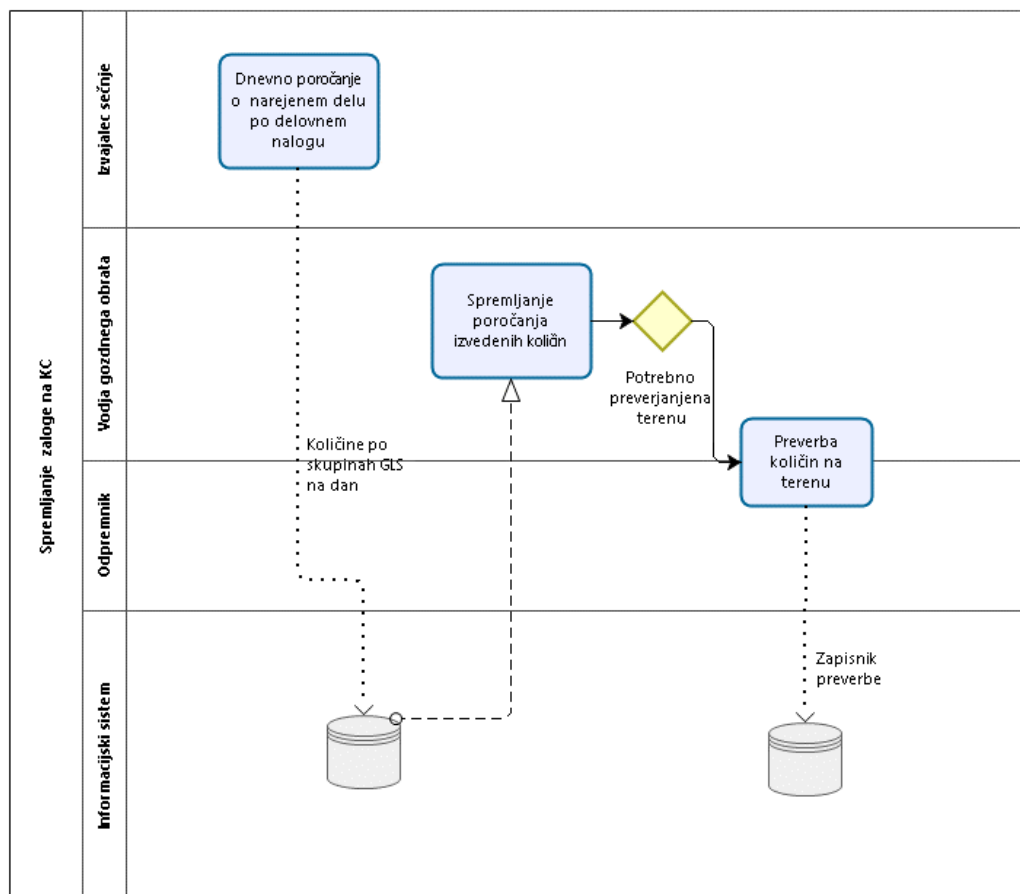 Spremljanje zaloge na KC
Izvajalec sečnje
Dnevno poročanje
o narejenem delu
po delovnem
nalogu
Vodja gozdnega obrata
Spremljanje
poročanja
izvedenih količin
Potrebno
preverjanjena
terenu
Količine po
skupinah GLS
na dan
Preverba
količin na
terenu
Odpremnik
Informacijski sistem
Zapisnik
preverbe